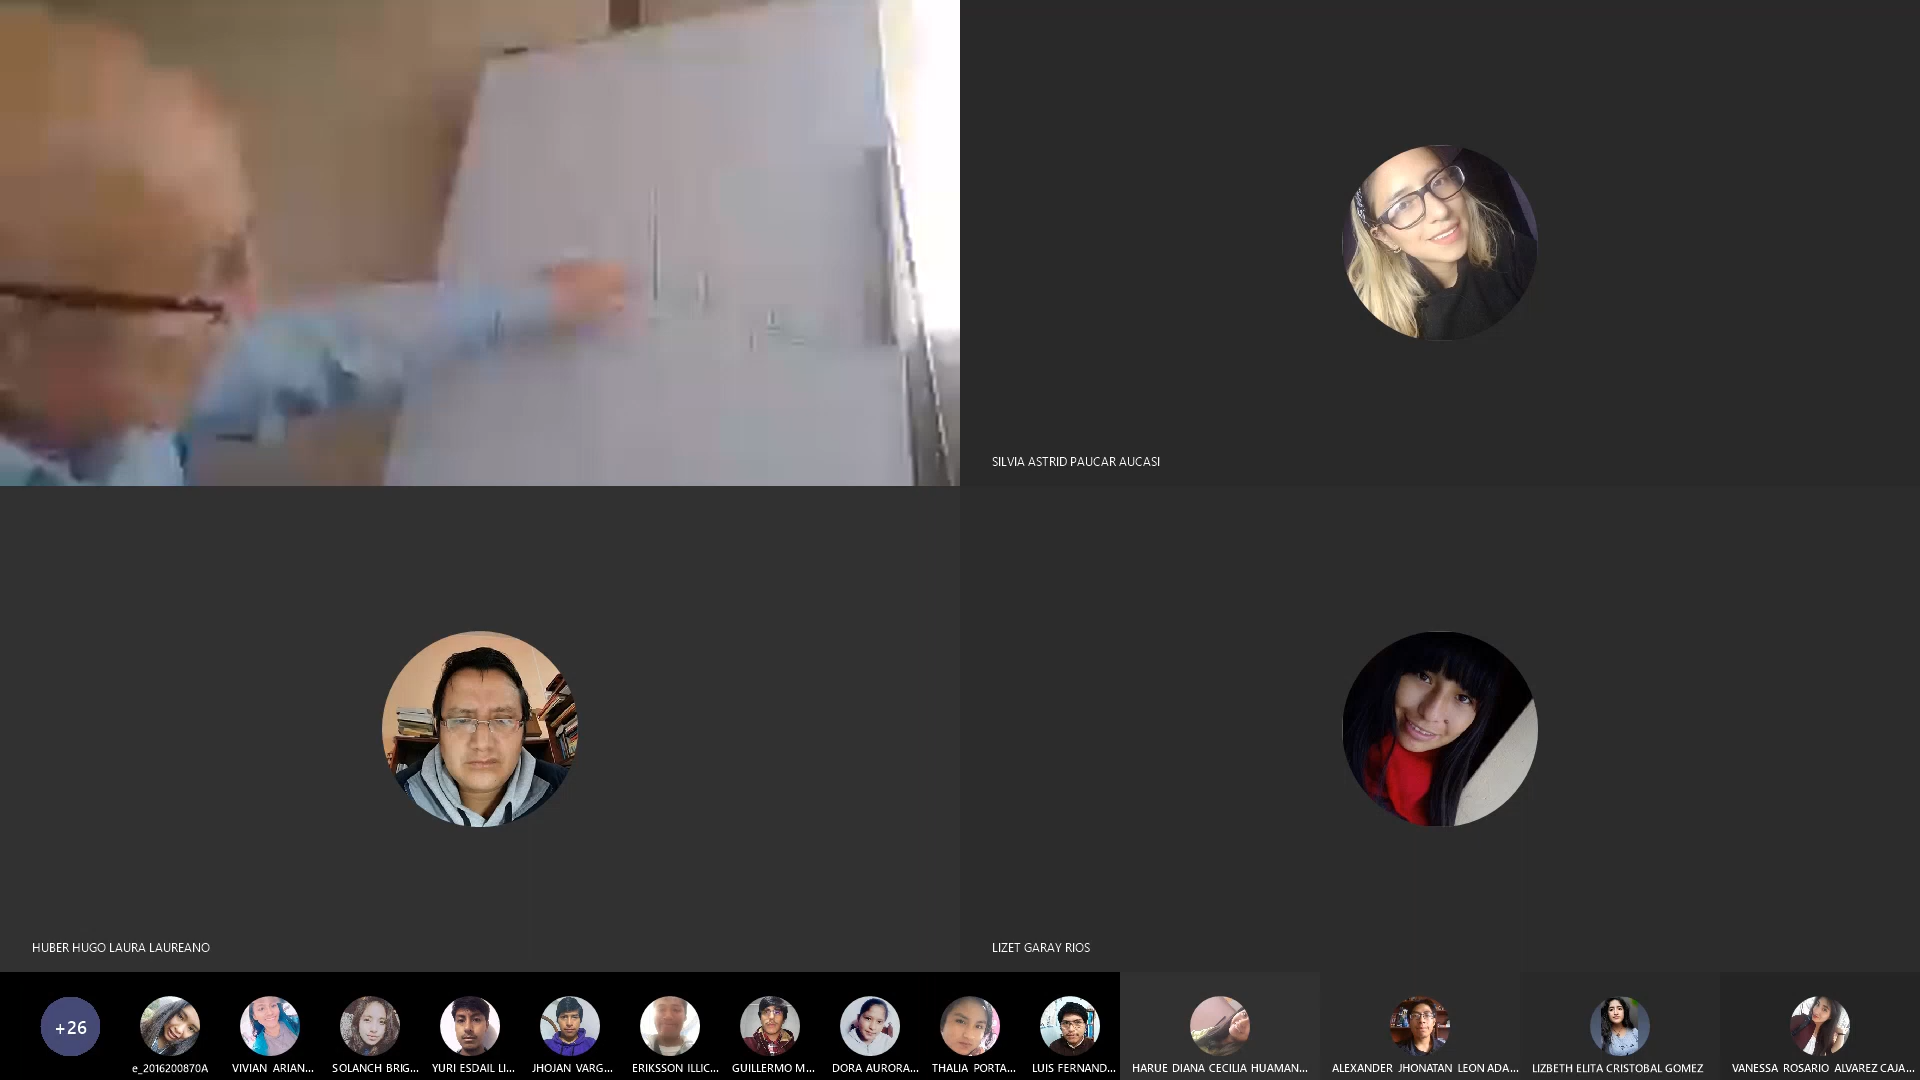 SILVIA ASTRID PAUCAR AUCASI
HUBER HUGO LAURA LAUREANO
LIZET GARAY RIOS
+26
e_2016200870A
VIVIAN ARIAN...
SOLANCH BRIG...
YURI ESDAIL LI...
JHOJAN VARG...
ERIKSSON ILLIC...
GUILLERMO M...
DORA AURORA...
THALIA PORTA...
LUIS FERNAND...
HARUE DIANA CECILIA HUAMAN...
ALEXANDER JHONATAN LEON ADA...
LIZBETH ELITA CRISTOBAL GOMEZ
VANESSA ROSARIO ALVAREZ CAJA...